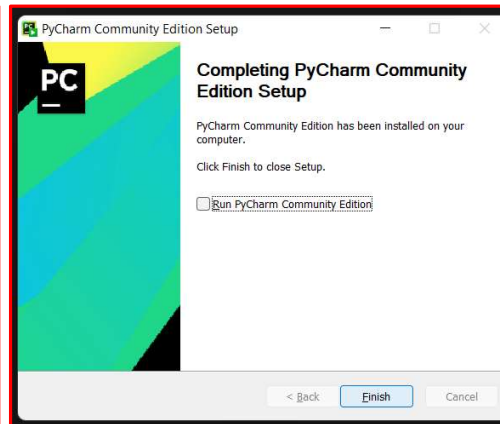 PyCharm Community Edition Setup
PC
Completing PyCharm Community
Edition Setup
PyCharm Community Edition has been installed on your
computer.
Click Finish to close Setup.
Run PyCharm Community Edition
< Back
Finish
Cancel